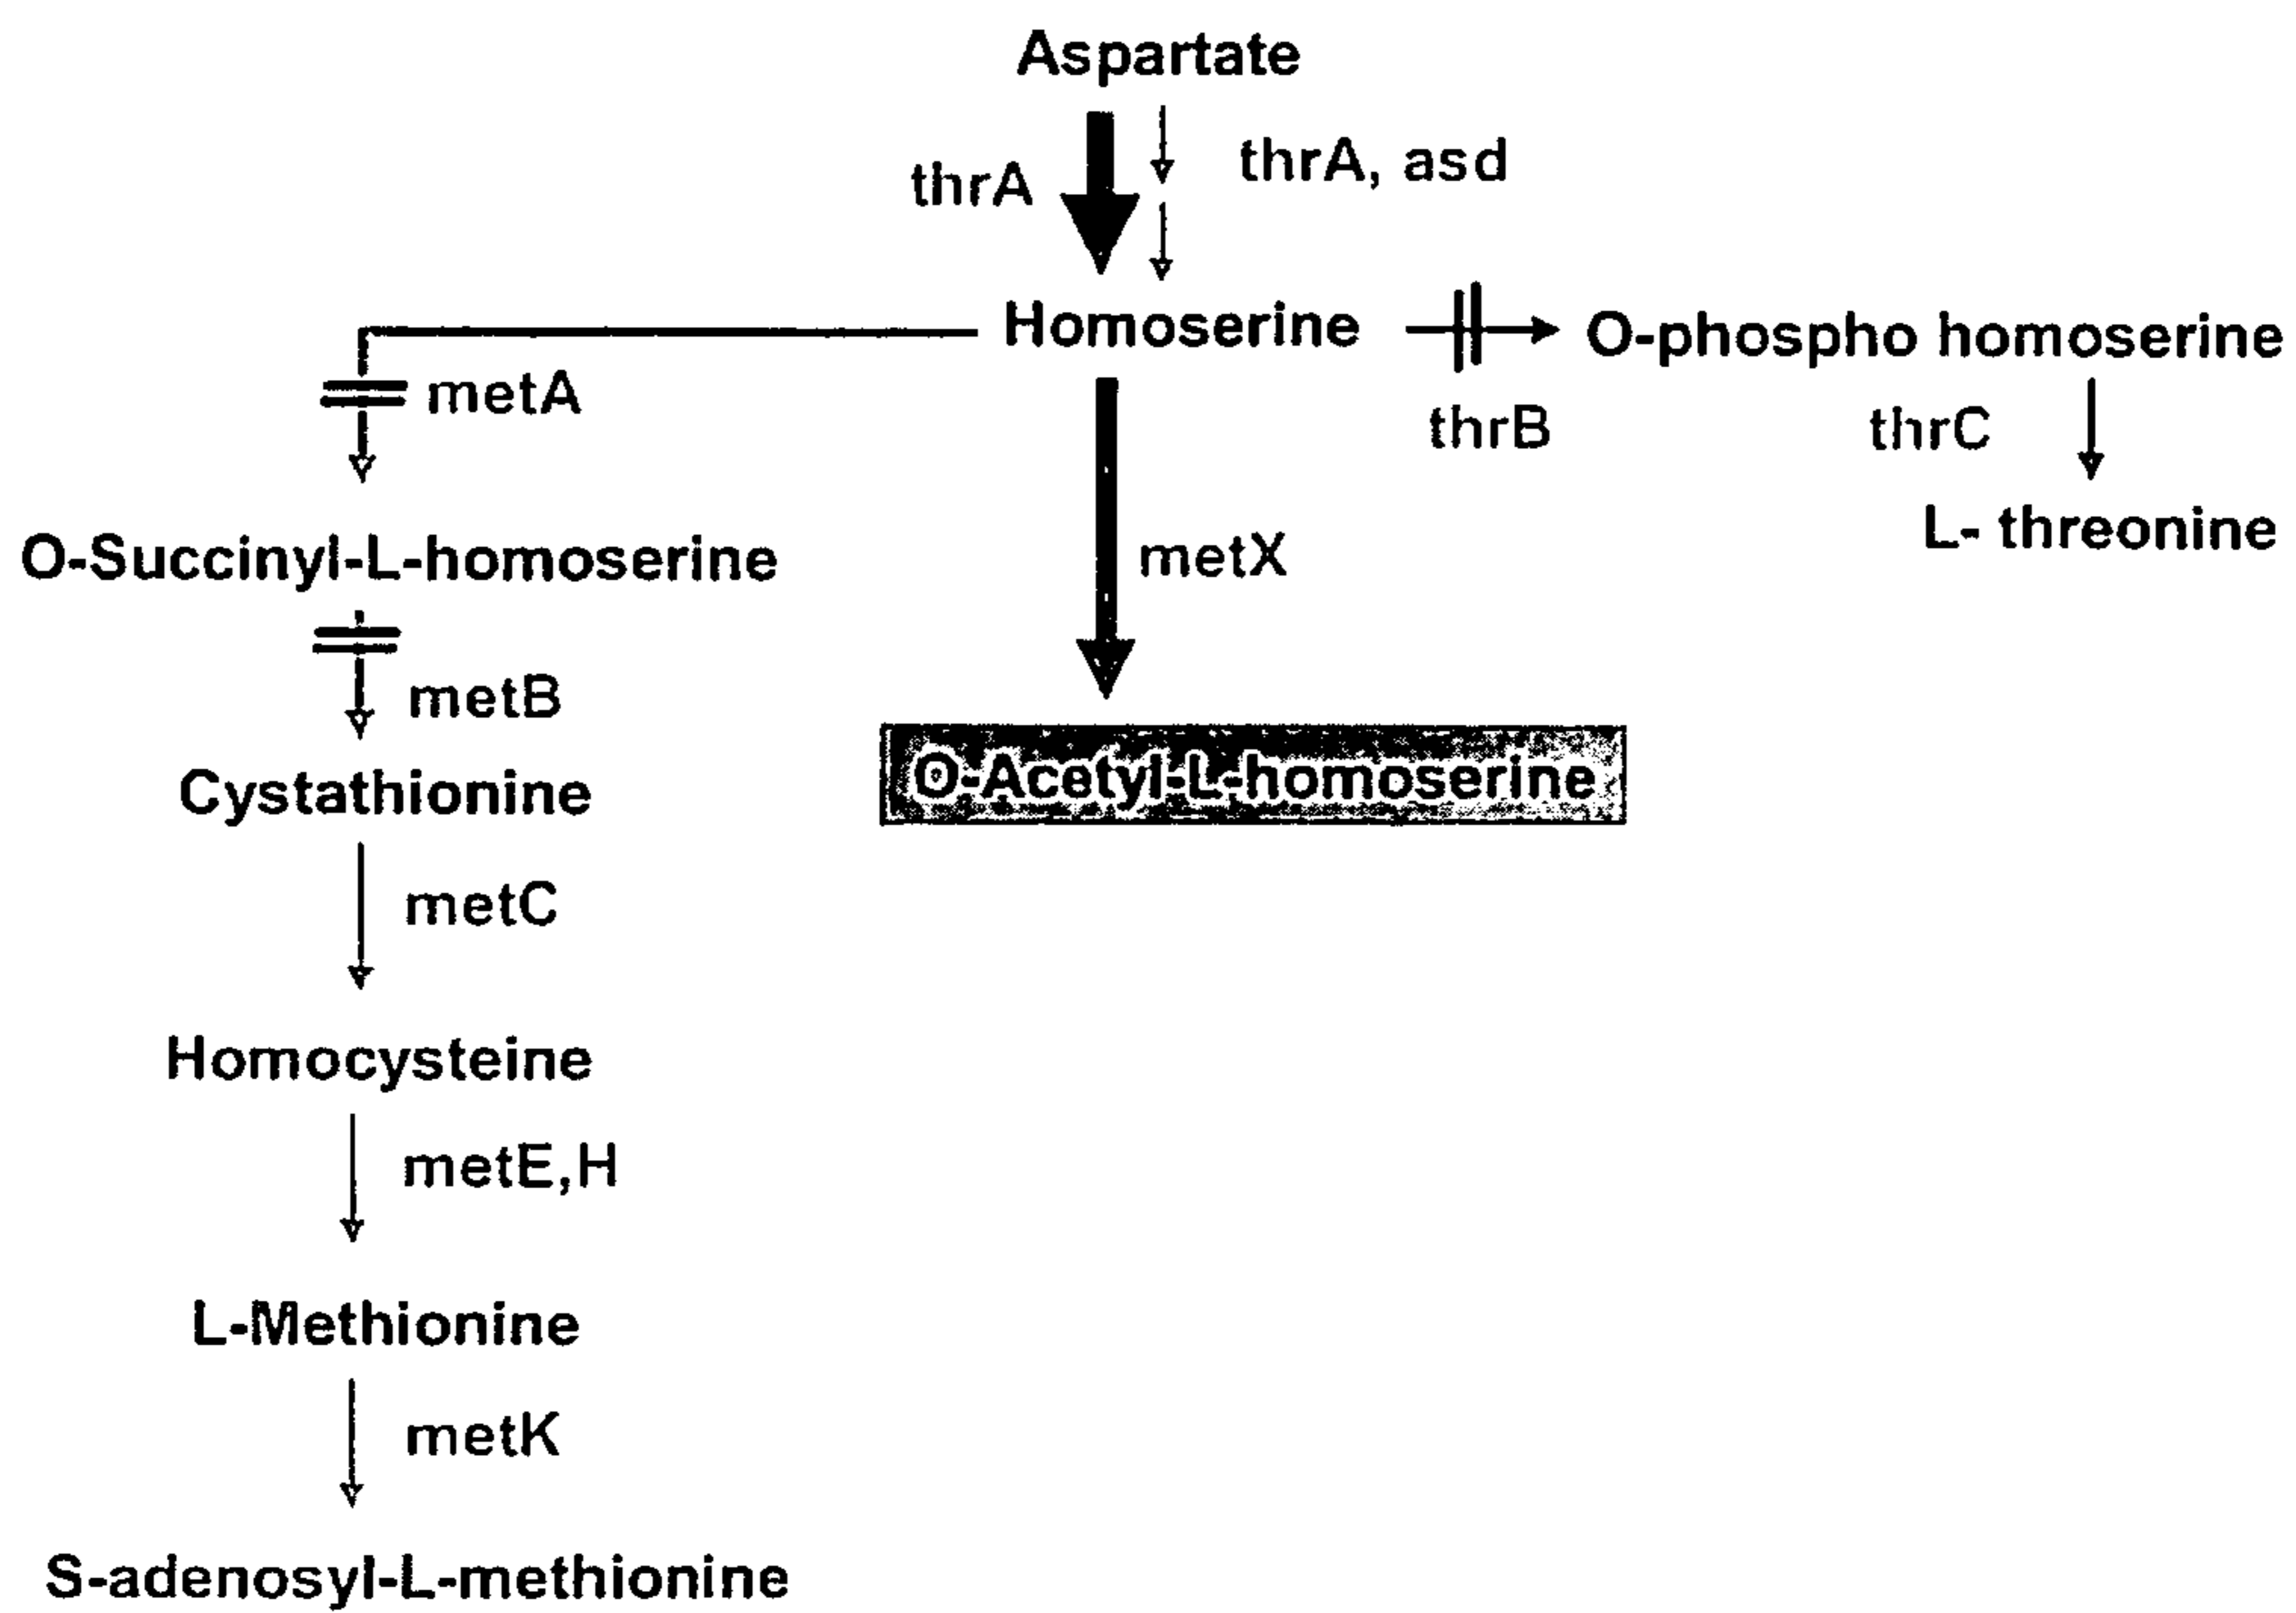 Aspartate
thrA
thrA, asd
Homoserine
O-phospho homoserine
metA
thrB
thrC
L- threonine
O-Succinyl-L-homoserine
metX
metB
O-Acetyl-L-homoserine
Cystathionine
metC
Homocysteine
metE,H
L-Methionine
metK
S-adenosyl-L-methionine